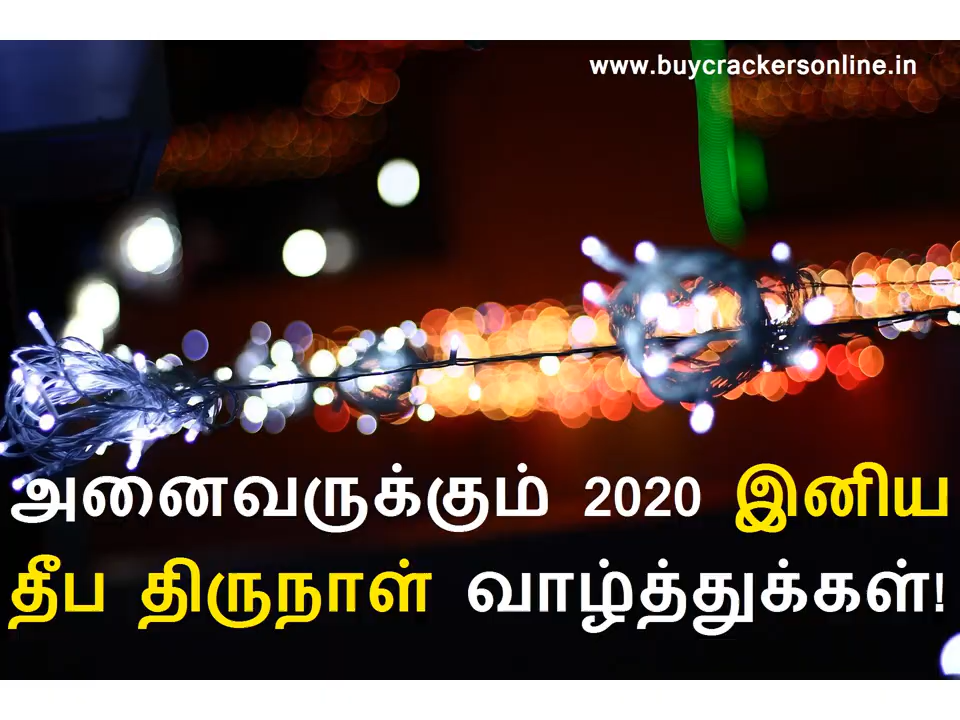 www.buycrackersonline.in
அனைவருக்கும் 2020 இனிய
தீப திருநாள் வாழ்த்துக்கள்!